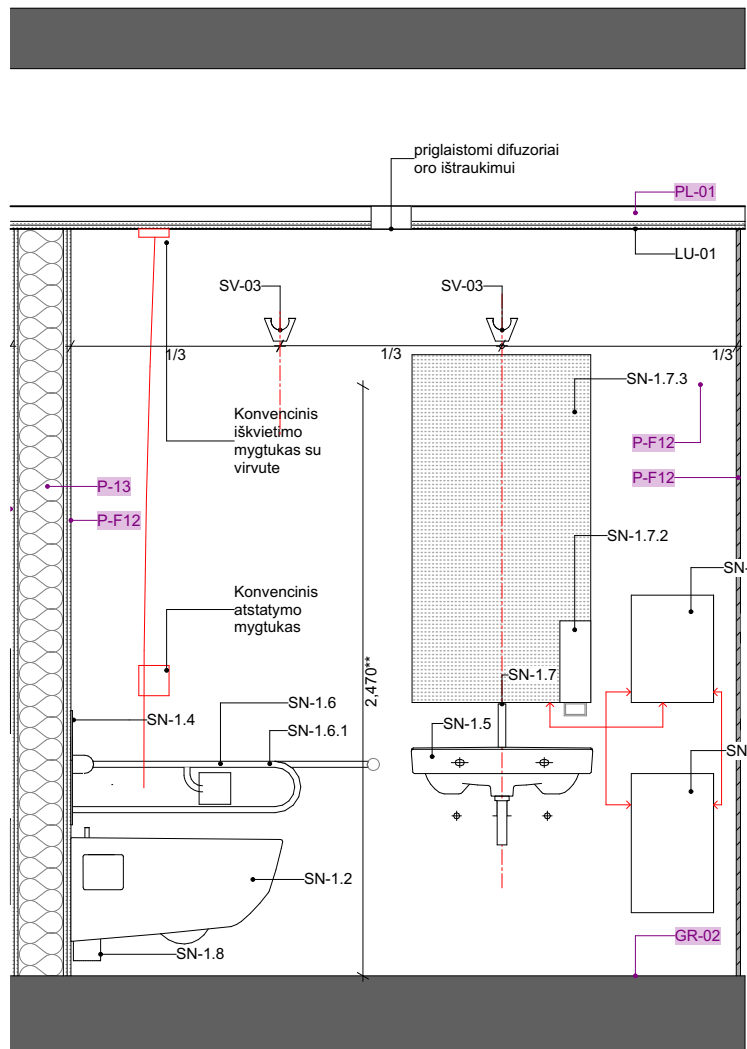 priglaistomi difuzoriai
oro ištraukimui
PL-01
LU-01
SV-03
SV-03
1/3
1/3
1/3
SN-1.7.3
Konvencinis
iškvietimo
mygtukas su
virvute
P-F12
P-13
P-F12
P-F12
SN-1.7.2
SN-
Konvencinis
atstatymo
mygtukas
2,470**
SN-1.7
SN-1.6
SN-1.4
SN-1.6.1
SN-1.5
SN
SN-1.2
GR-02
SN-1.8